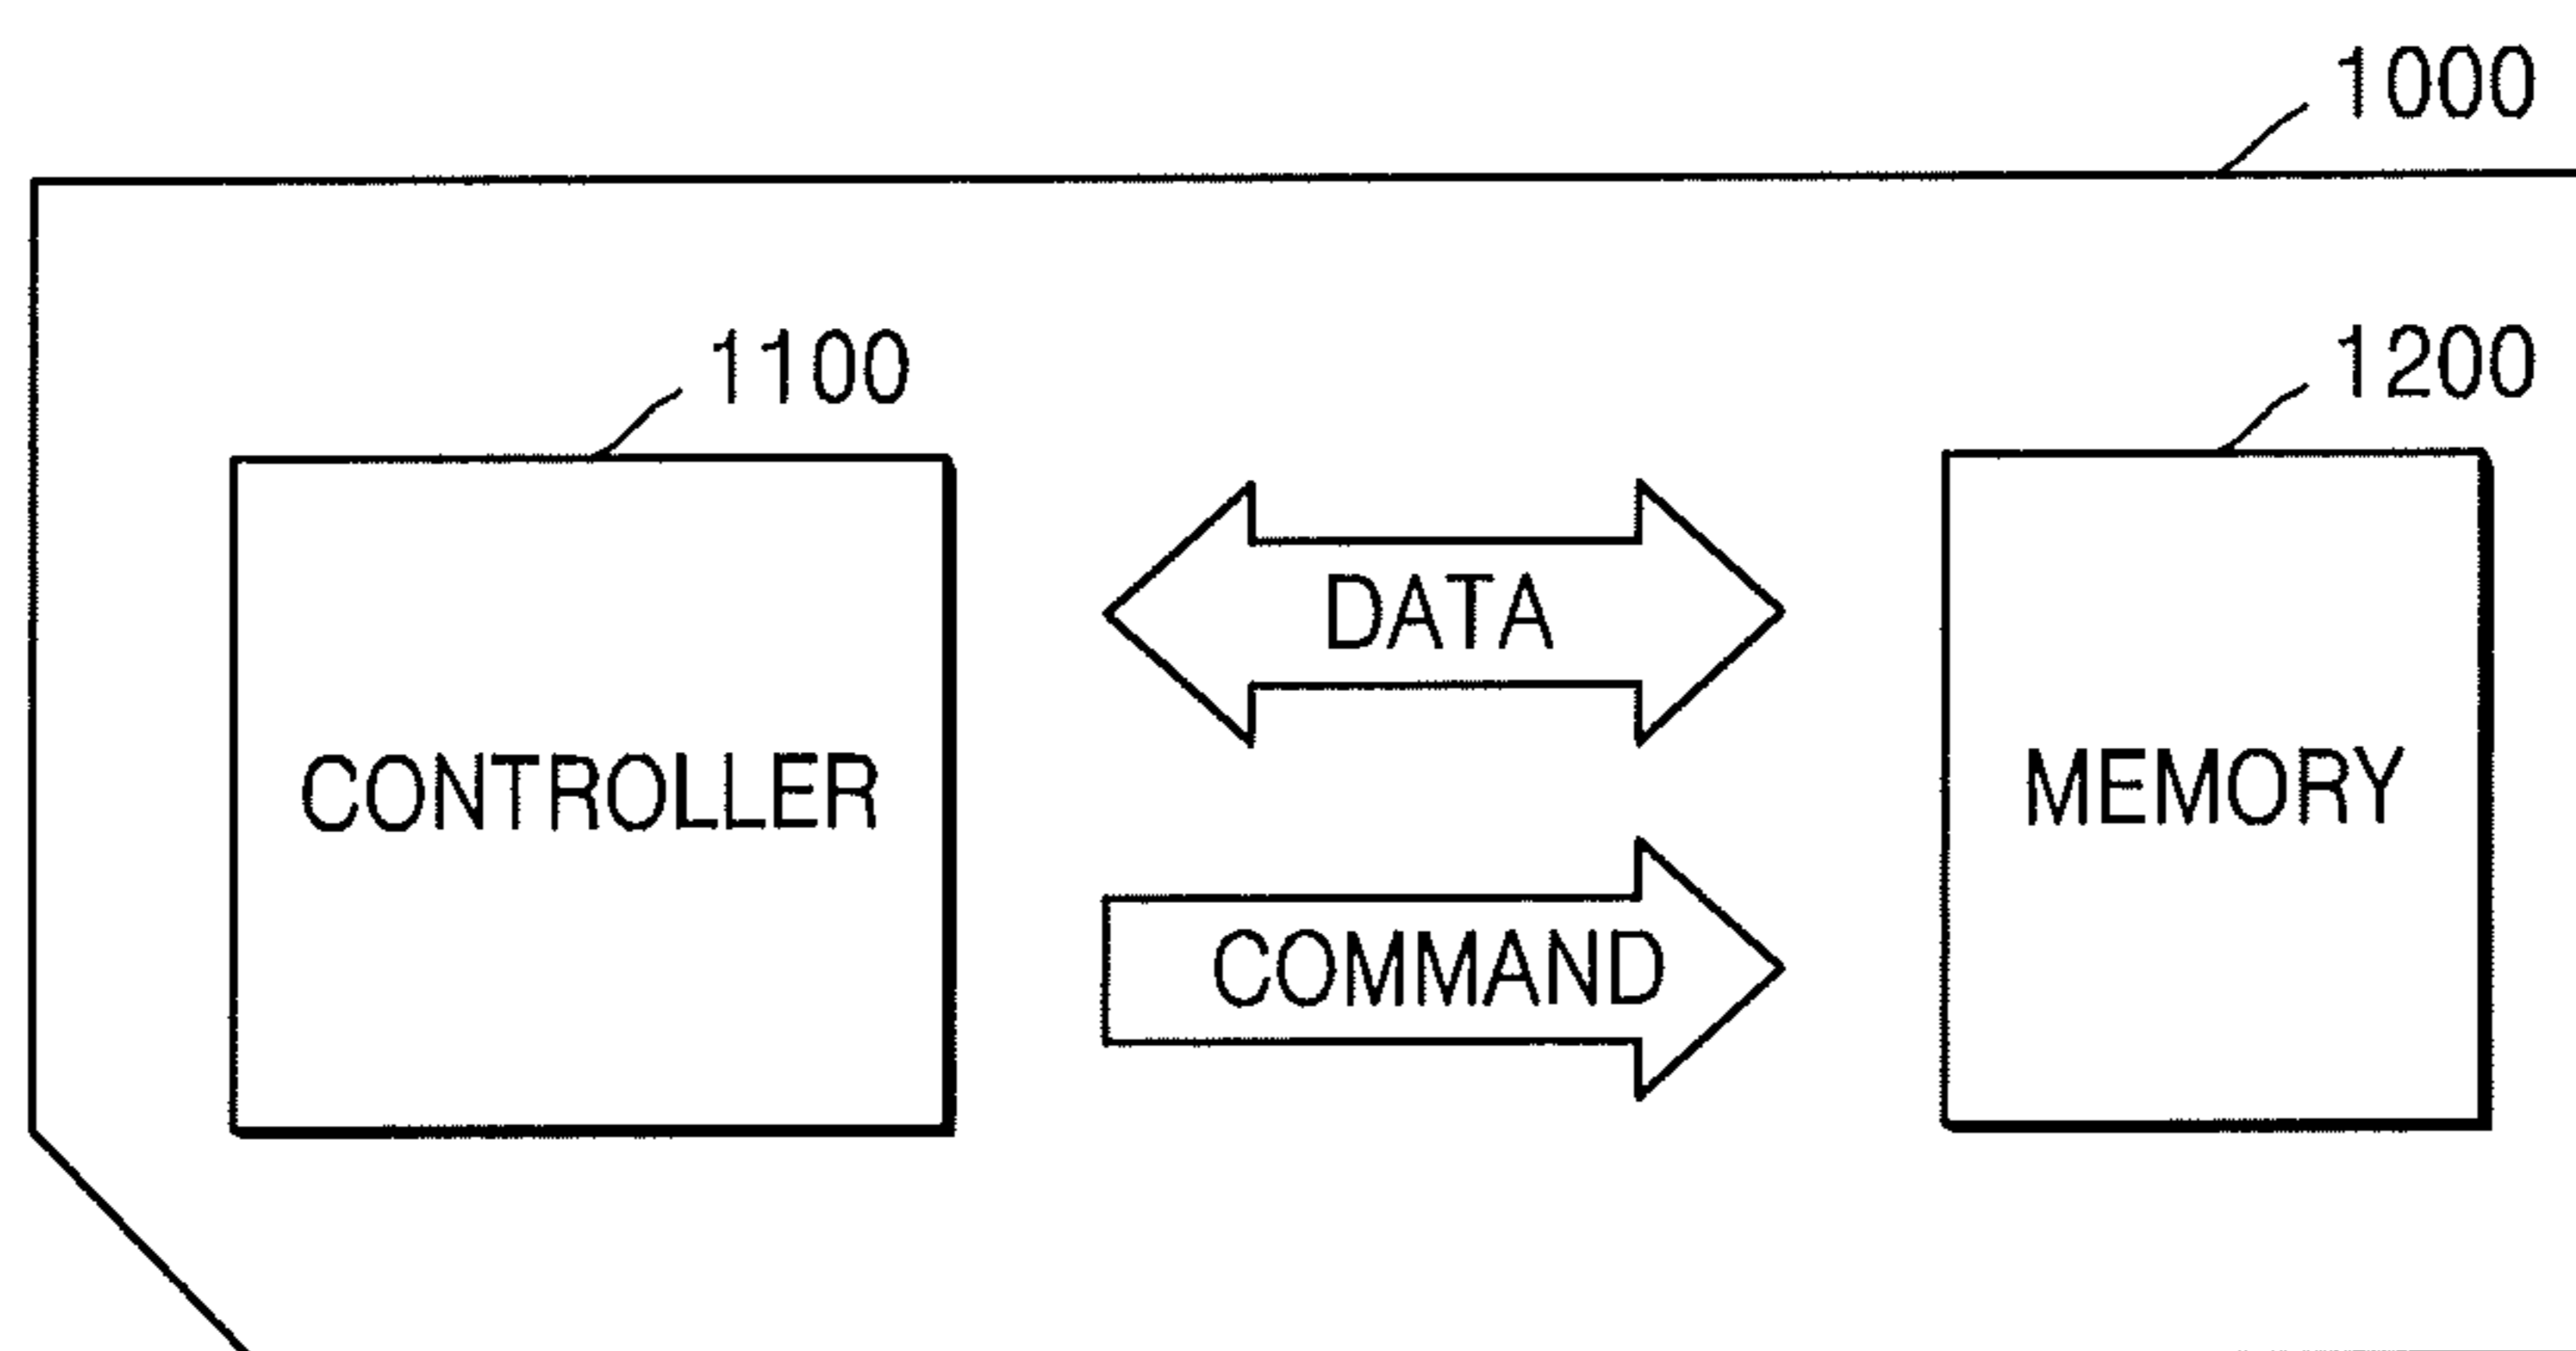 1000
1100
1200
DATA
CONTROLLER
MEMORY
COMMAND